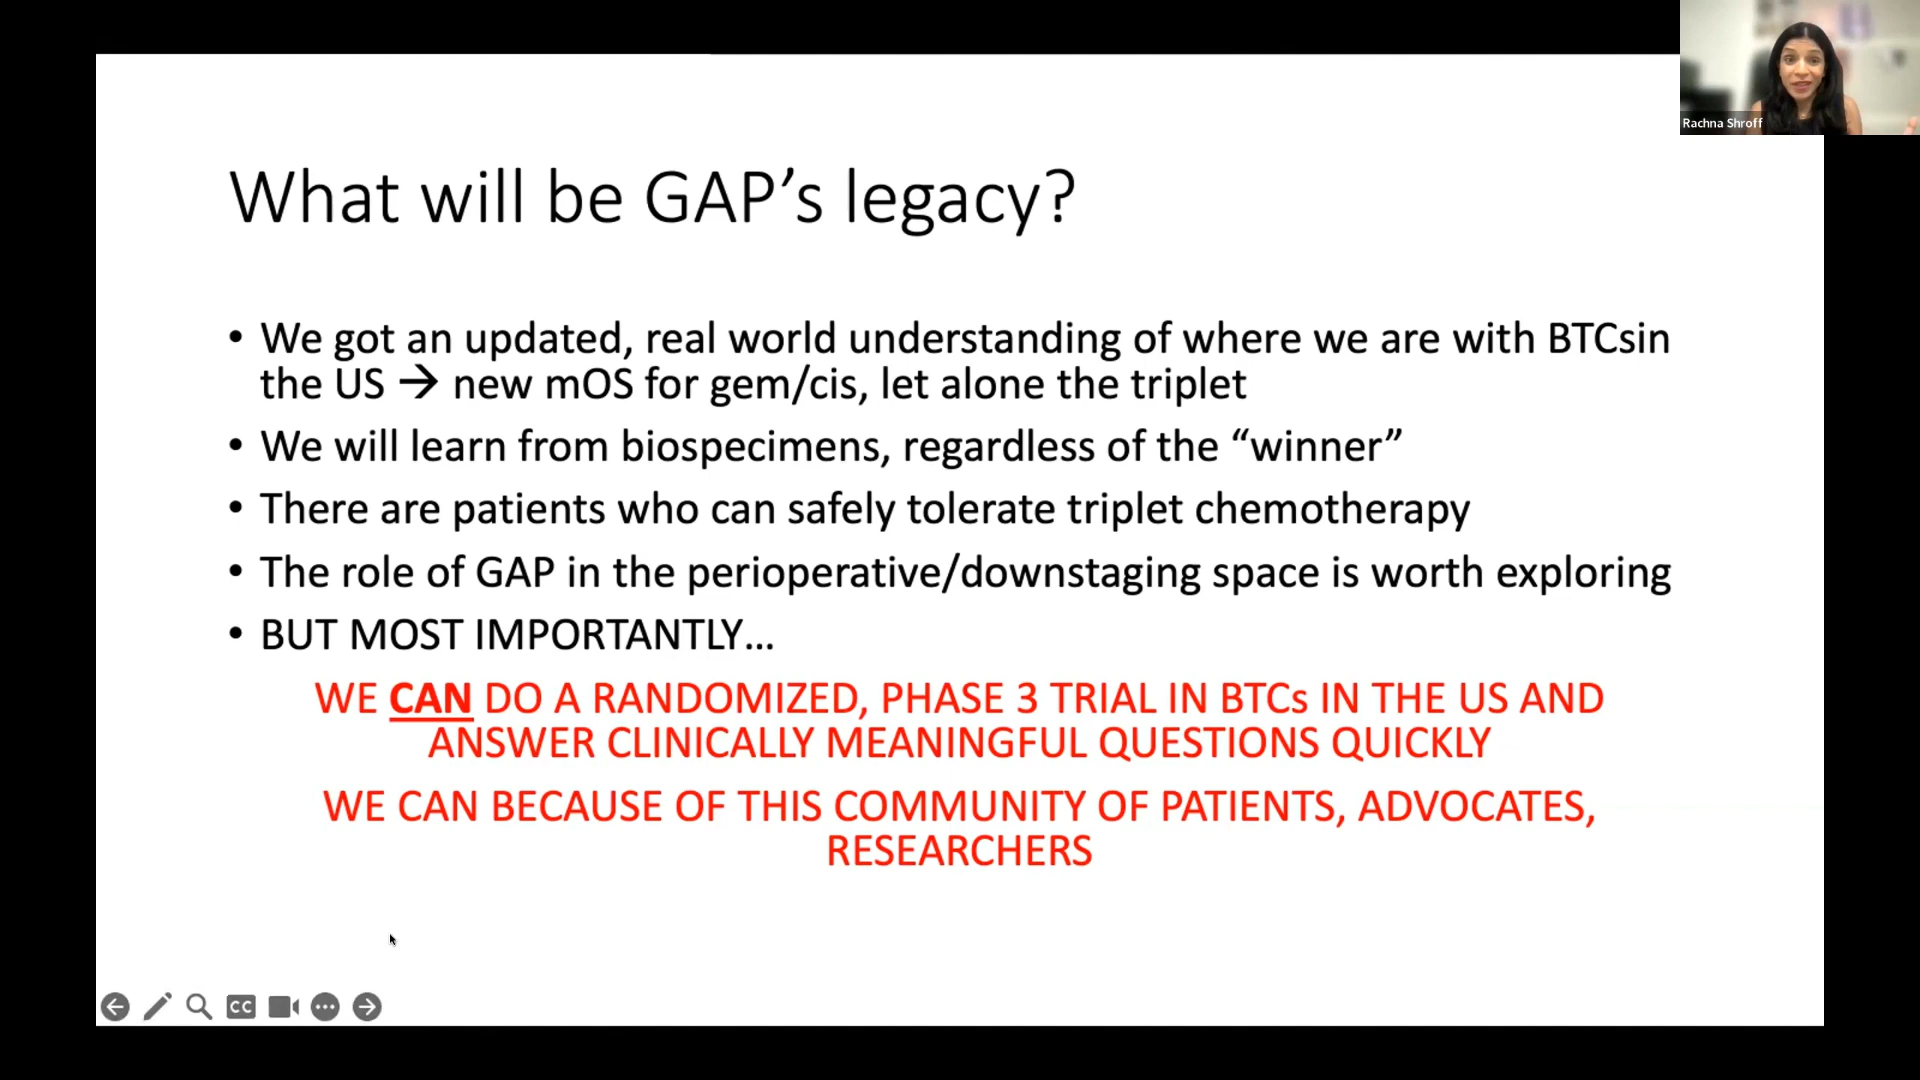 Rachna Shroff
What will be GAP’s legacy?
• We got an updated, real world understanding of where we are with BTCsin
the US → new mOS for gem/cis, let alone the triplet
• We will learn from biospecimens, regardless of the “winner”
• There are patients who can safely tolerate triplet chemotherapy
• The role of GAP in the perioperative/downstaging space is worth exploring
• BUT MOST IMPORTANTLY…
WE CAN DO A RANDOMIZED, PHASE 3 TRIAL IN BTCs IN THE US AND
ANSWER CLINICALLY MEANINGFUL QUESTIONS QUICKLY
WE CAN BECAUSE OF THIS COMMUNITY OF PATIENTS, ADVOCATES,
RESEARCHERS
CC